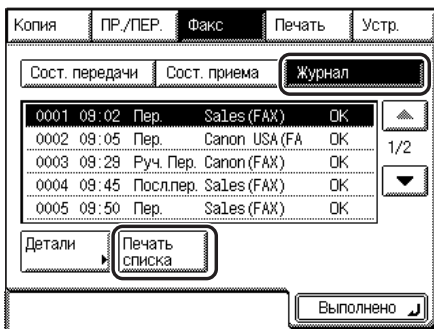 Копия ПР./ПЕР. Факс Печать Устр.
Сост. передачи Сост. приема Журнал
0001 09:02 Пер. Sales(FAX) OK
0002 09:05 Пер. Canon USA(FA OK
0003 09:29 Руч. Пер. Canon(FAX) OK
0004 09:45 Посл.пер. Sales(FAX) OK
0005 09:50 Пер. Sales(FAX) OK
1/2
Детали Печать
списка
Выполнено